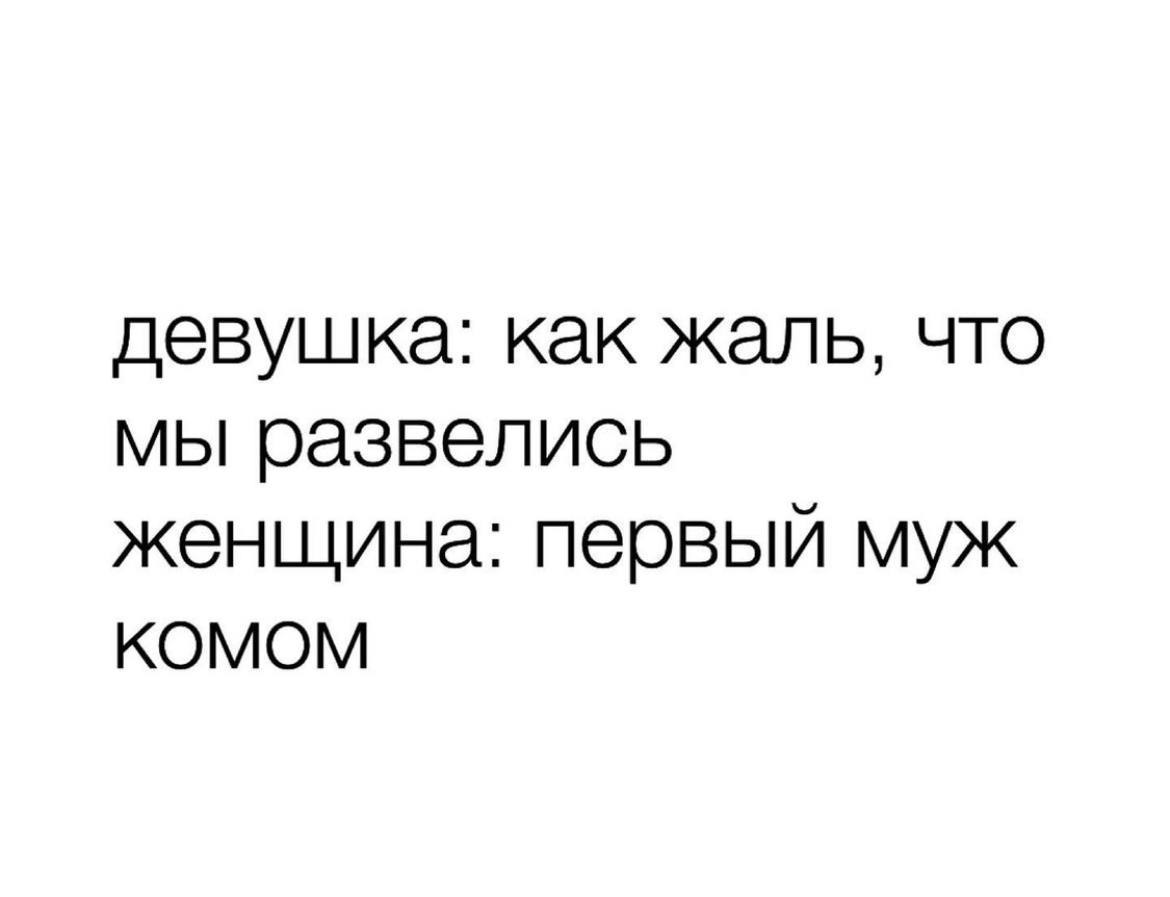 девушка: как жаль, что
мы развелись
женщина: первый муж
комом